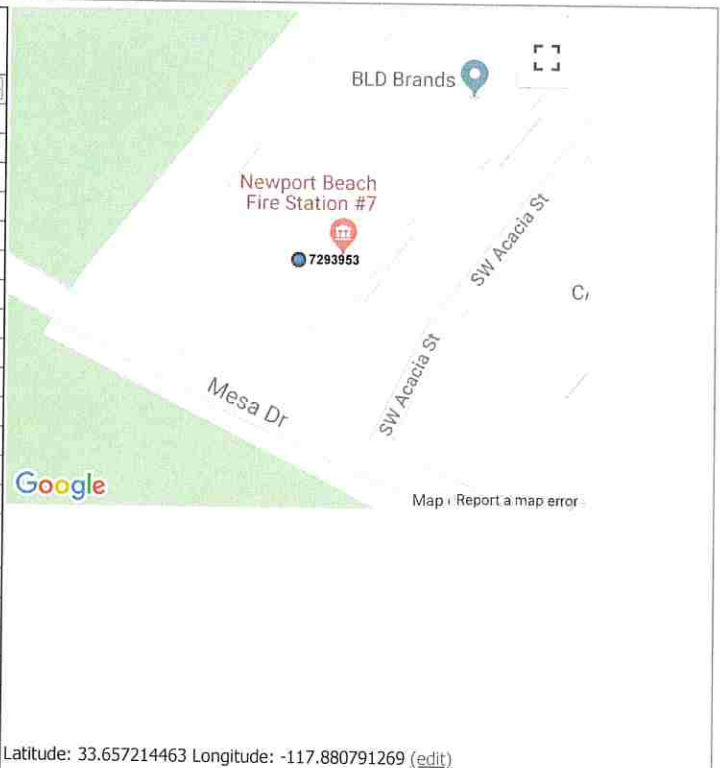 BLD Brands
Newport Beach
Fire Station #7
7293953
SW Acacia St
SW Acacia St
Mesa Dr
Google
Map
Report a map error
Latitude: 33.657214463 Longitude: -117.880791269 (edit)